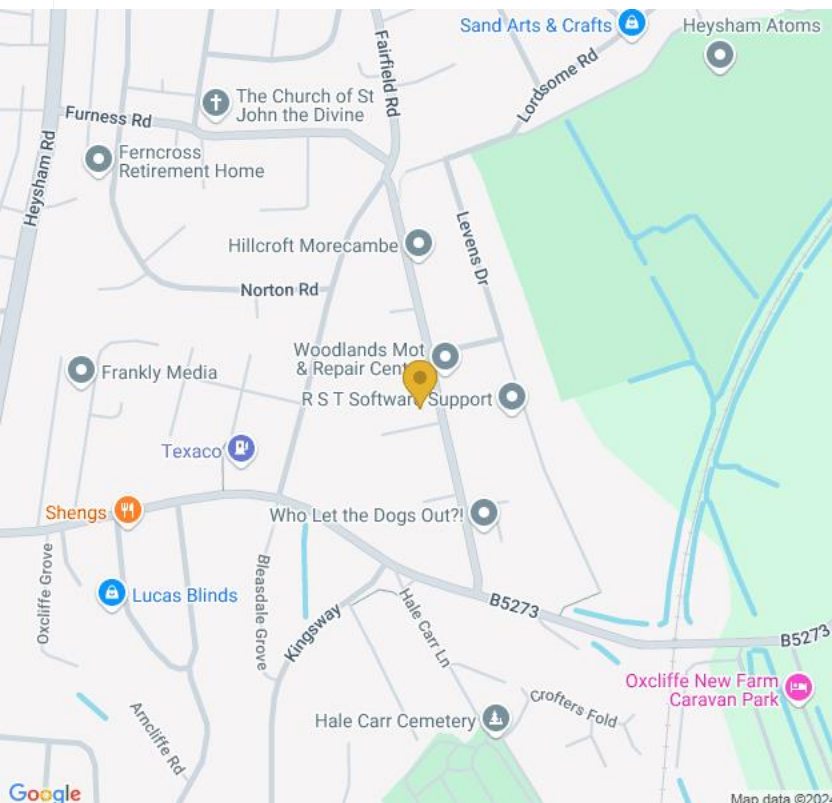 Sand Arts & Crafts
Heysham Atoms
Fairfield Rd
Lordsome Rd
The Church of St
John the Divine
Furness Rd
Ferncross
Retirement Home
Heysham Rd
Levens Dr
Hillcroft Morecambe
Norton Rd
Woodlands Mot
& Repair Cent
Frankly Media
R S T Software Support
Texaco
Shengs
Who Let the Dogs Out?!
Oxcliffe Grove
Bleasdale Grove
Lucas Blinds
Kingsway
Hale Carr Ln
B5273
B5273
Oxcliffe New Farm
Caravan Park
Crofters Fold
Arncliffe Rd
Hale Carr Cemetery
Google
Map data ©202